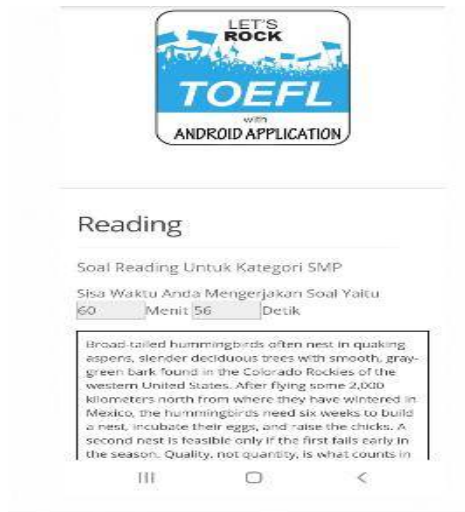 LET'S
ROCK
TOEFL
with
ANDROID APPLICATION
Reading
Soal Reading Untuk Kategori SMP
Sisa Waktu Anda Mengerjakan Soal Yaitu
60 Menit 56 Detik
Broad-tailed hummingbirds often nest in quaking
aspens, slender deciduous trees with smooth, gray-
green bark found in the Colorado Rockies of the
western United States. After flying some 2,000
kilometers north from where they have wintered in
Mexico, the hummingbirds need six weeks to build
a nest, incubate their eggs, and raise the chicks. A
second nest is feasible only if the first fails early in
the season. Quality, not quantity, is what counts in